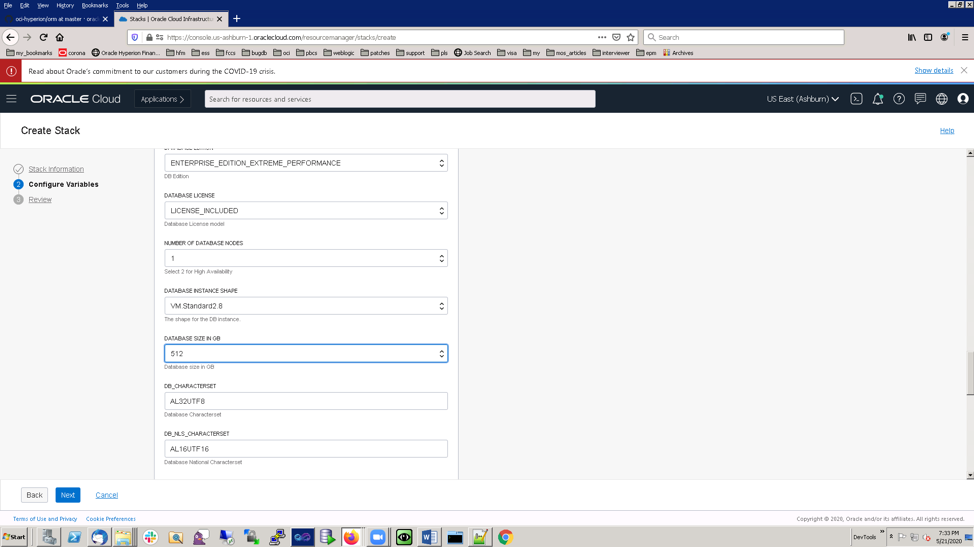 File Edit View History Bookmarks Tools Help
oci-hyperion/orm at master · orac
Stacks | Oracle Cloud Infrastructu
https://console.us-ashburn-1.oraclecloud.com/resourcemanager/stacks/create
Search
my_bookmarks corona Oracle Hyperion Finan... hfm ess fccs bugdb oci pbcs weblogic patches support pls Job Search visa my mos_articles interviewer epm Archives
Read about Oracle's commitment to our customers during the COVID-19 crisis. Show details
ORACLE Cloud Applications Search for resources and services US East (Ashburn)
Create Stack Help
Stack Information
2 Configure Variables
3 Review
ENTERPRISE_EDITION_EXTREME_PERFORMANCE
DB Edition
DATABASE LICENSE
LICENSE_INCLUDED
Database License model
NUMBER OF DATABASE NODES
1
Select 2 for High Availability
DATABASE INSTANCE SHAPE
VM.Standard2.8
The shape for the DB instance.
DATABASE SIZE IN GB
512
Database size in GB
DB_CHARACTERSET
AL32UTF8
Database Characterset
DB_NLS_CHARACTERSET
AL16UTF16
Database National Characterset
Back Next Cancel
Terms of Use and Privacy Cookie Preferences Copyright © 2020, Oracle and/or its affiliates. All rights reserved.
Start
DevTools
7:33 PM
5/21/2020